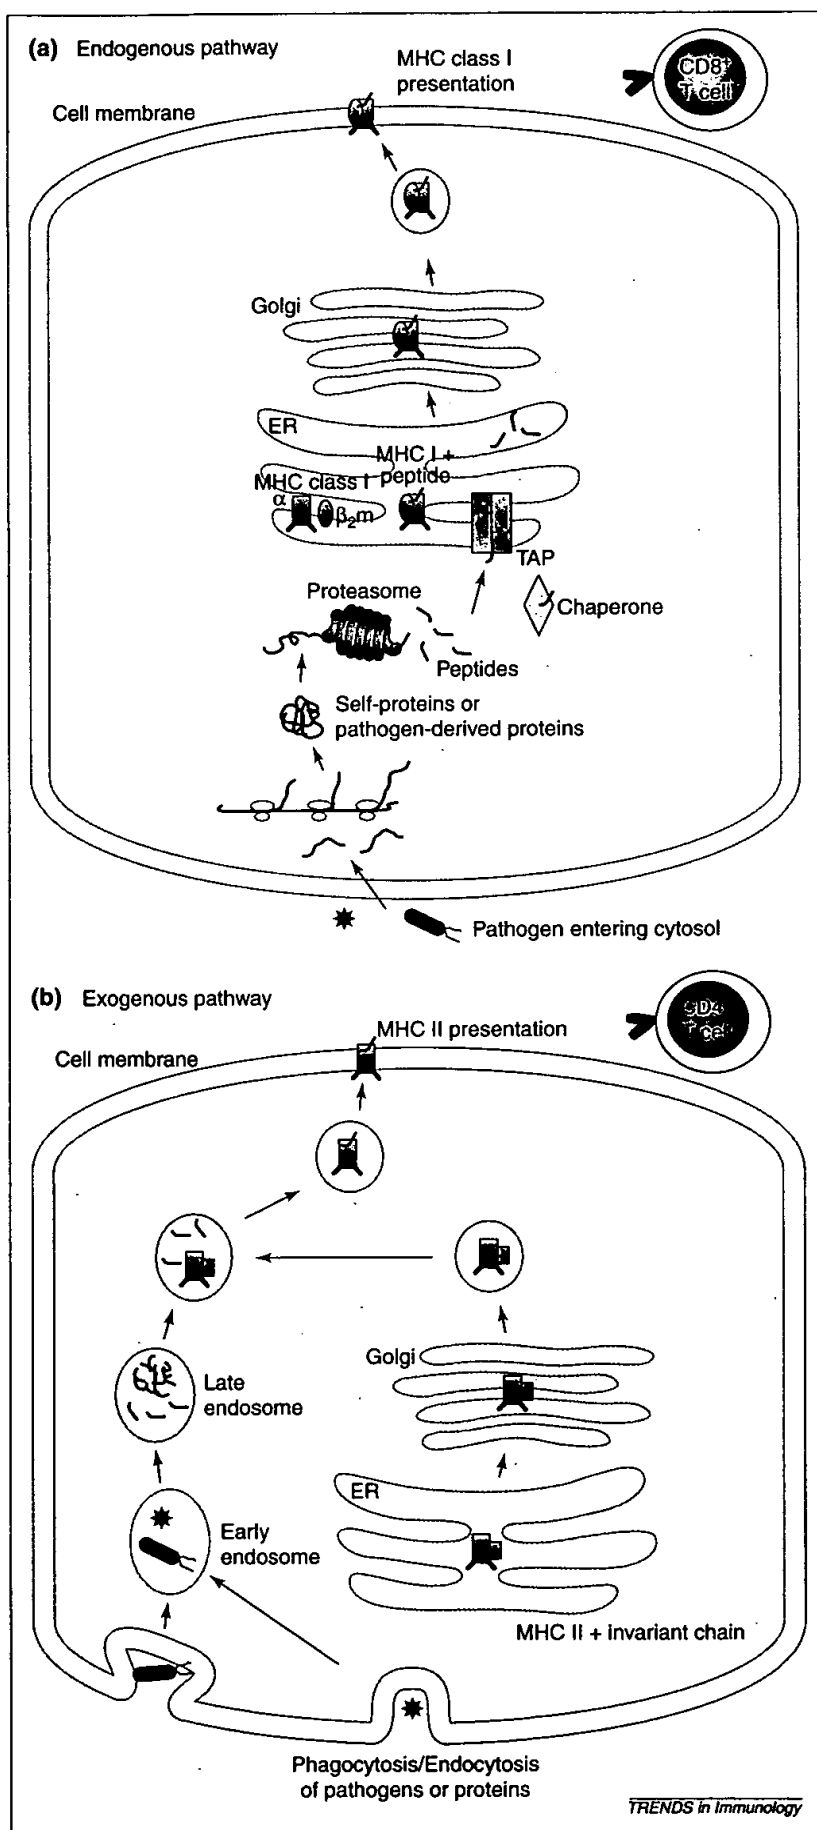 (a) Endogenous pathway
MHC class I
presentation
CD8+
T cell
Cell membrane
Golgi
ER
MHC I +
peptide
MHC class I
α
β2m
TAP
Chaperone
Proteasome
Peptides
Self-proteins or
pathogen-derived proteins
Pathogen entering cytosol
(b) Exogenous pathway
CD4
T cell
MHC II presentation
Cell membrane
Golgi
Late
endosome
ER
Early
endosome
MHC II + invariant chain
Phagocytosis/Endocytosis
of pathogens or proteins
TRENDS in Immunology